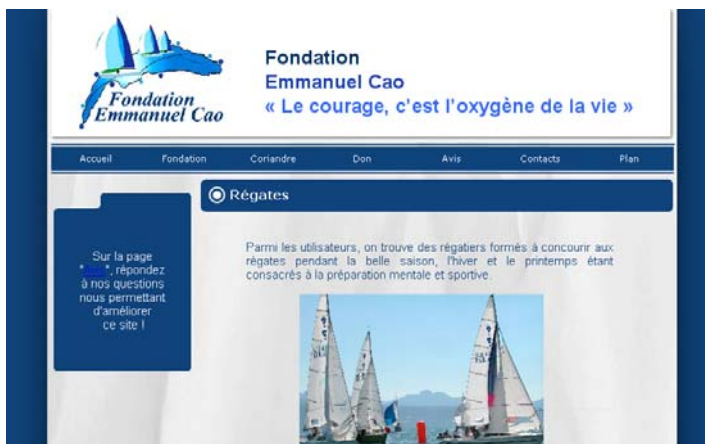 Fondation
Emmanuel Cao
Fondation
Emmanuel Cao
« Le courage, c'est l'oxygène de la vie »
Accueil Fondation Coriandre Don Avis Contacts Plan
Régates
Sur la page
" ", répondez
à nos questions
nous permettant
d'améliorer
ce site !
Parmi les utilisateurs, on trouve des régatiers formés à concourir aux
régates pendant la belle saison, l'hiver et le printemps étant
consacrés à la préparation mentale et sportive.